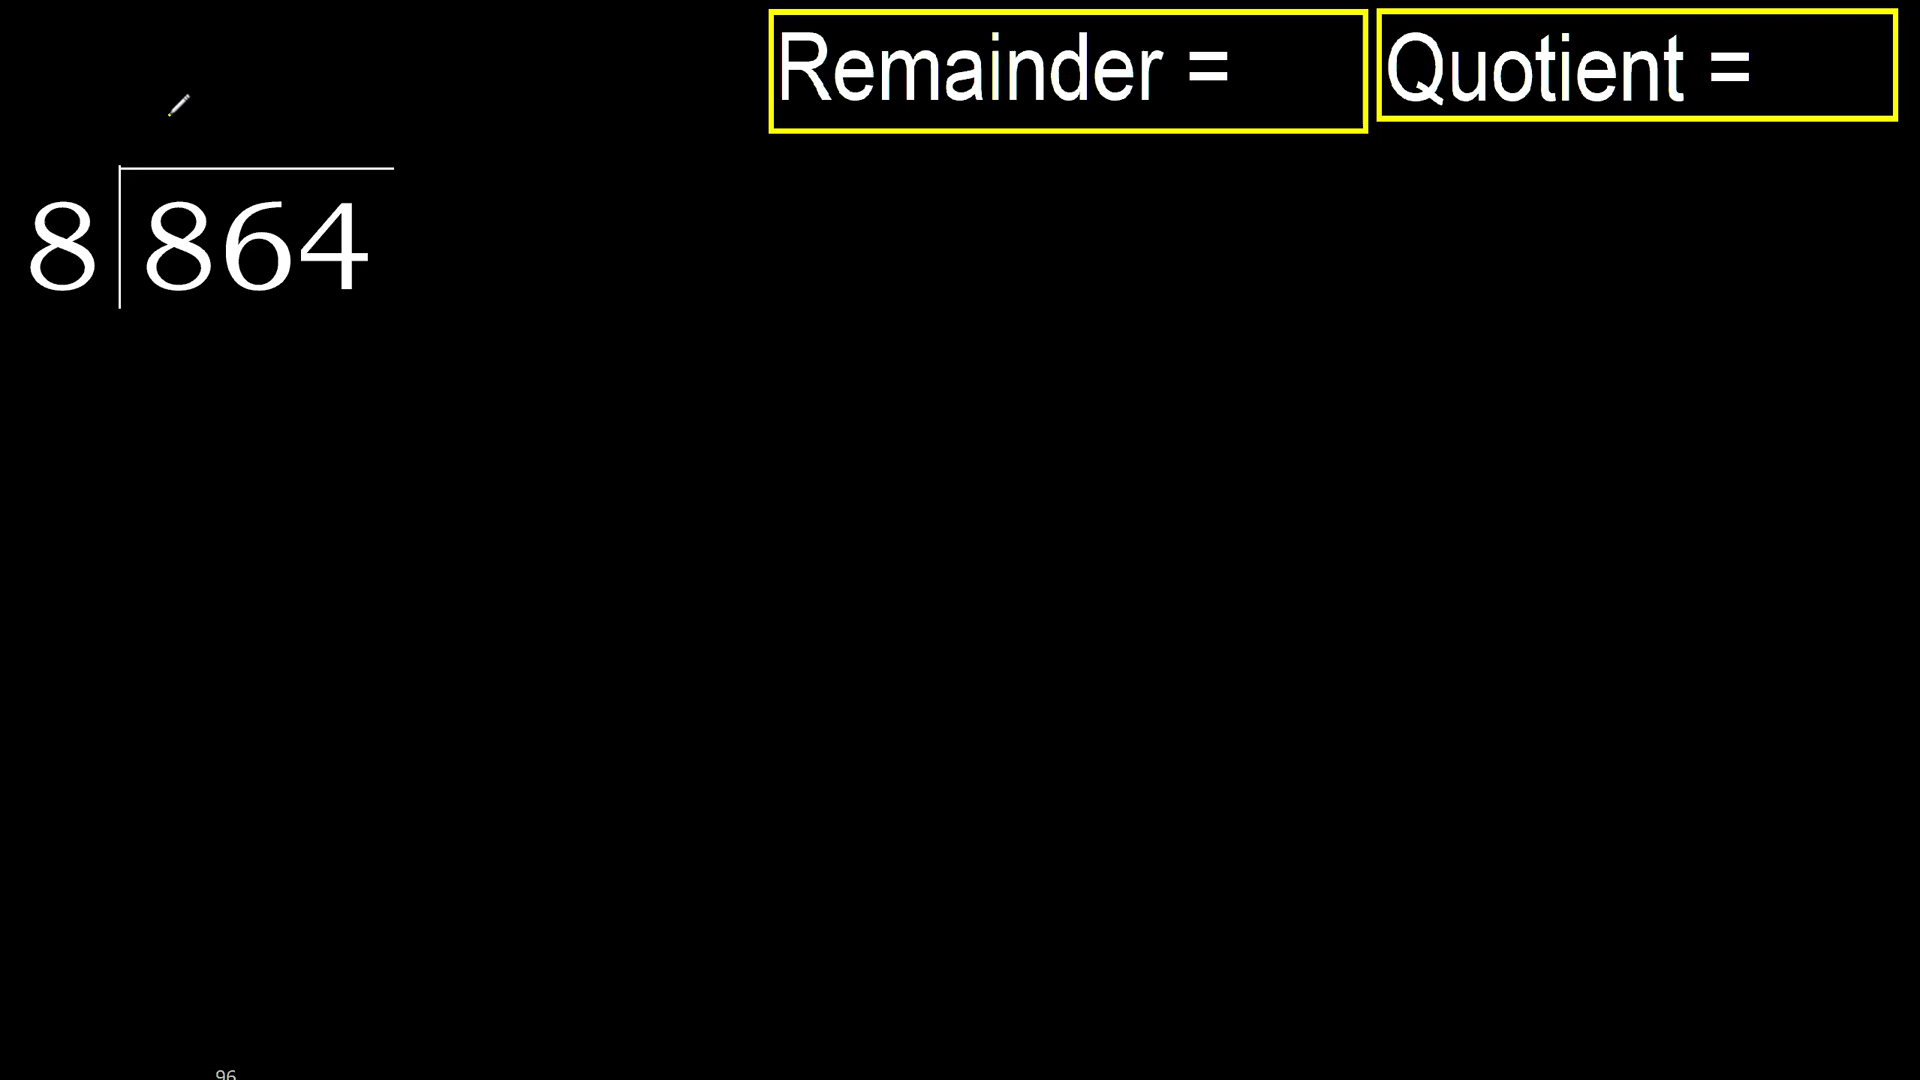 Remainder = Quotient =
8 864
96